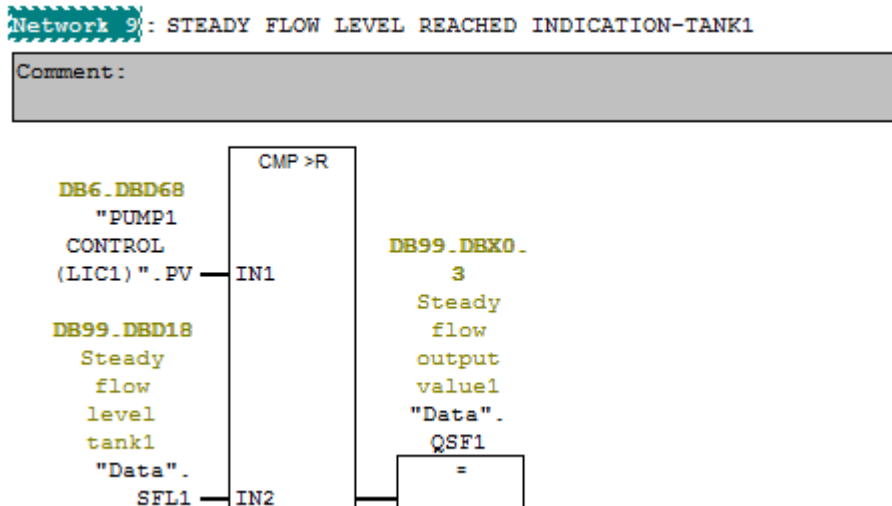 Network 9: STEADY FLOW LEVEL REACHED INDICATION-TANK1
Comment:
CMP >R
DB6.DBD68
"PUMP1
CONTROL
(LIC1)".PV
IN1
DB99.DBD18
Steady
flow
level
tank1
"Data".
SFL1
IN2
DB99.DBX0.
3
Steady
flow
output
value1
"Data".
QSF1
=